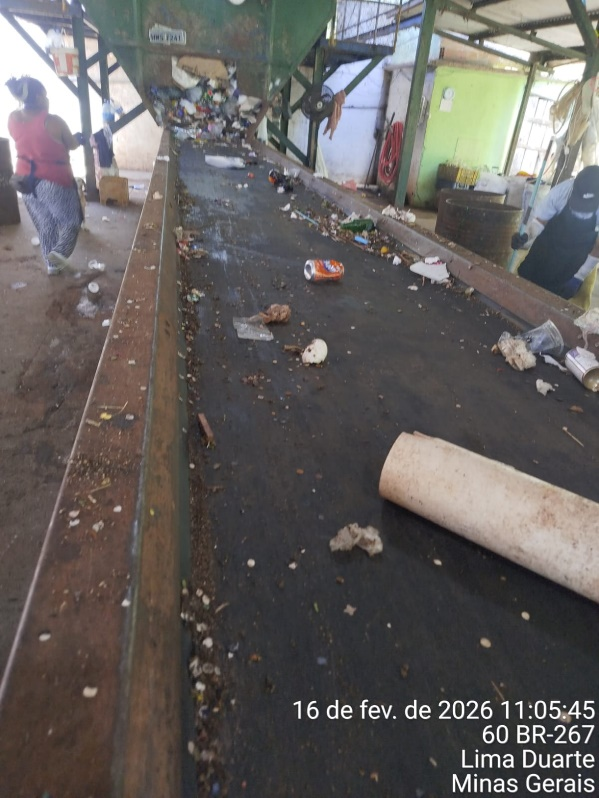 16 de fev. de 2026 11:05:45
60 BR-267
Lima Duarte
Minas Gerais